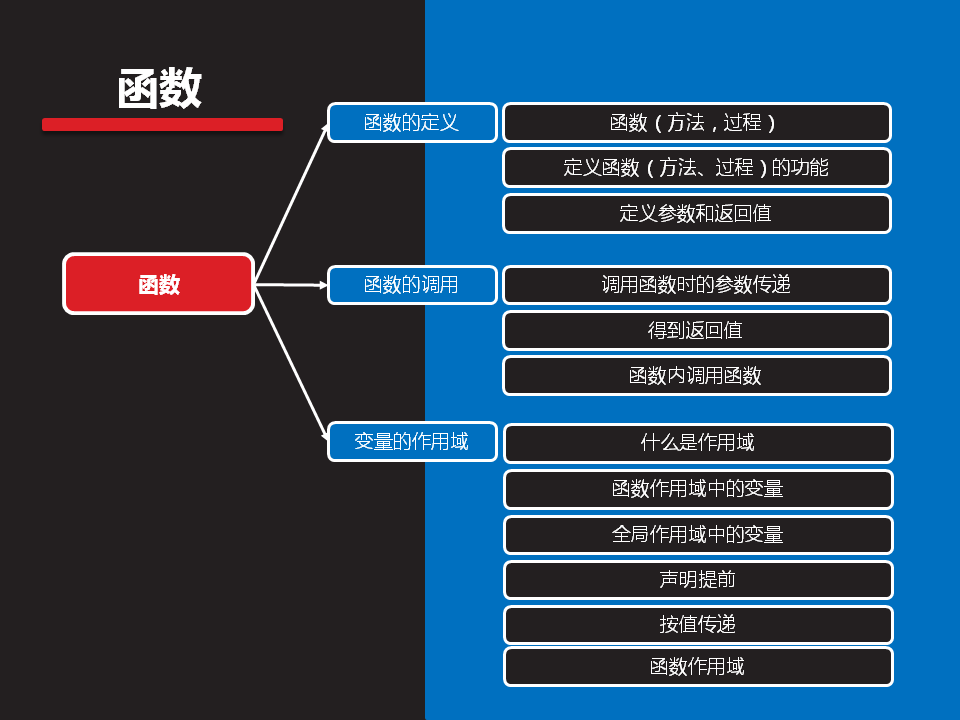 函数
函数
函数的定义
函数（方法，过程）
定义函数（方法、过程）的功能
定义参数和返回值
函数的调用
调用函数时的参数传递
得到返回值
函数内调用函数
变量的作用域
什么是作用域
函数作用域中的变量
全局作用域中的变量
声明提前
按值传递
函数作用域